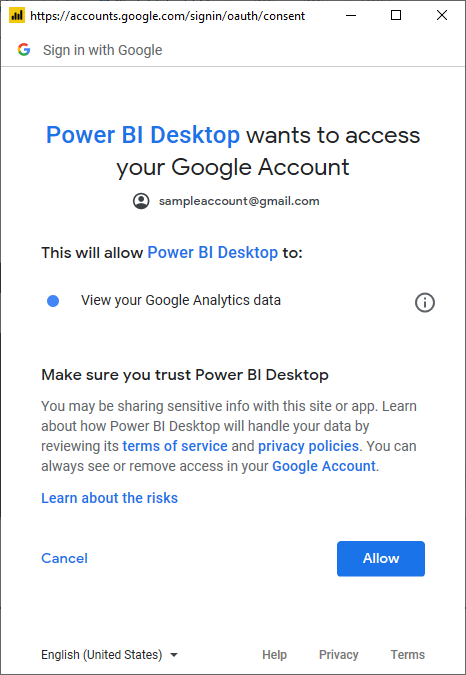 https://accounts.google.com/signin/oauth/consent
Sign in with Google
Power BI Desktop wants to access
your Google Account
sampleaccount@gmail.com
This will allow Power BI Desktop to:
View your Google Analytics data
Make sure you trust Power BI Desktop
You may be sharing sensitive info with this site or app. Learn
about how Power BI Desktop will handle your data by
reviewing its terms of service and privacy policies. You can
always see or remove access in your Google Account.
Learn about the risks
Cancel Allow
English (United States) Help Privacy Terms